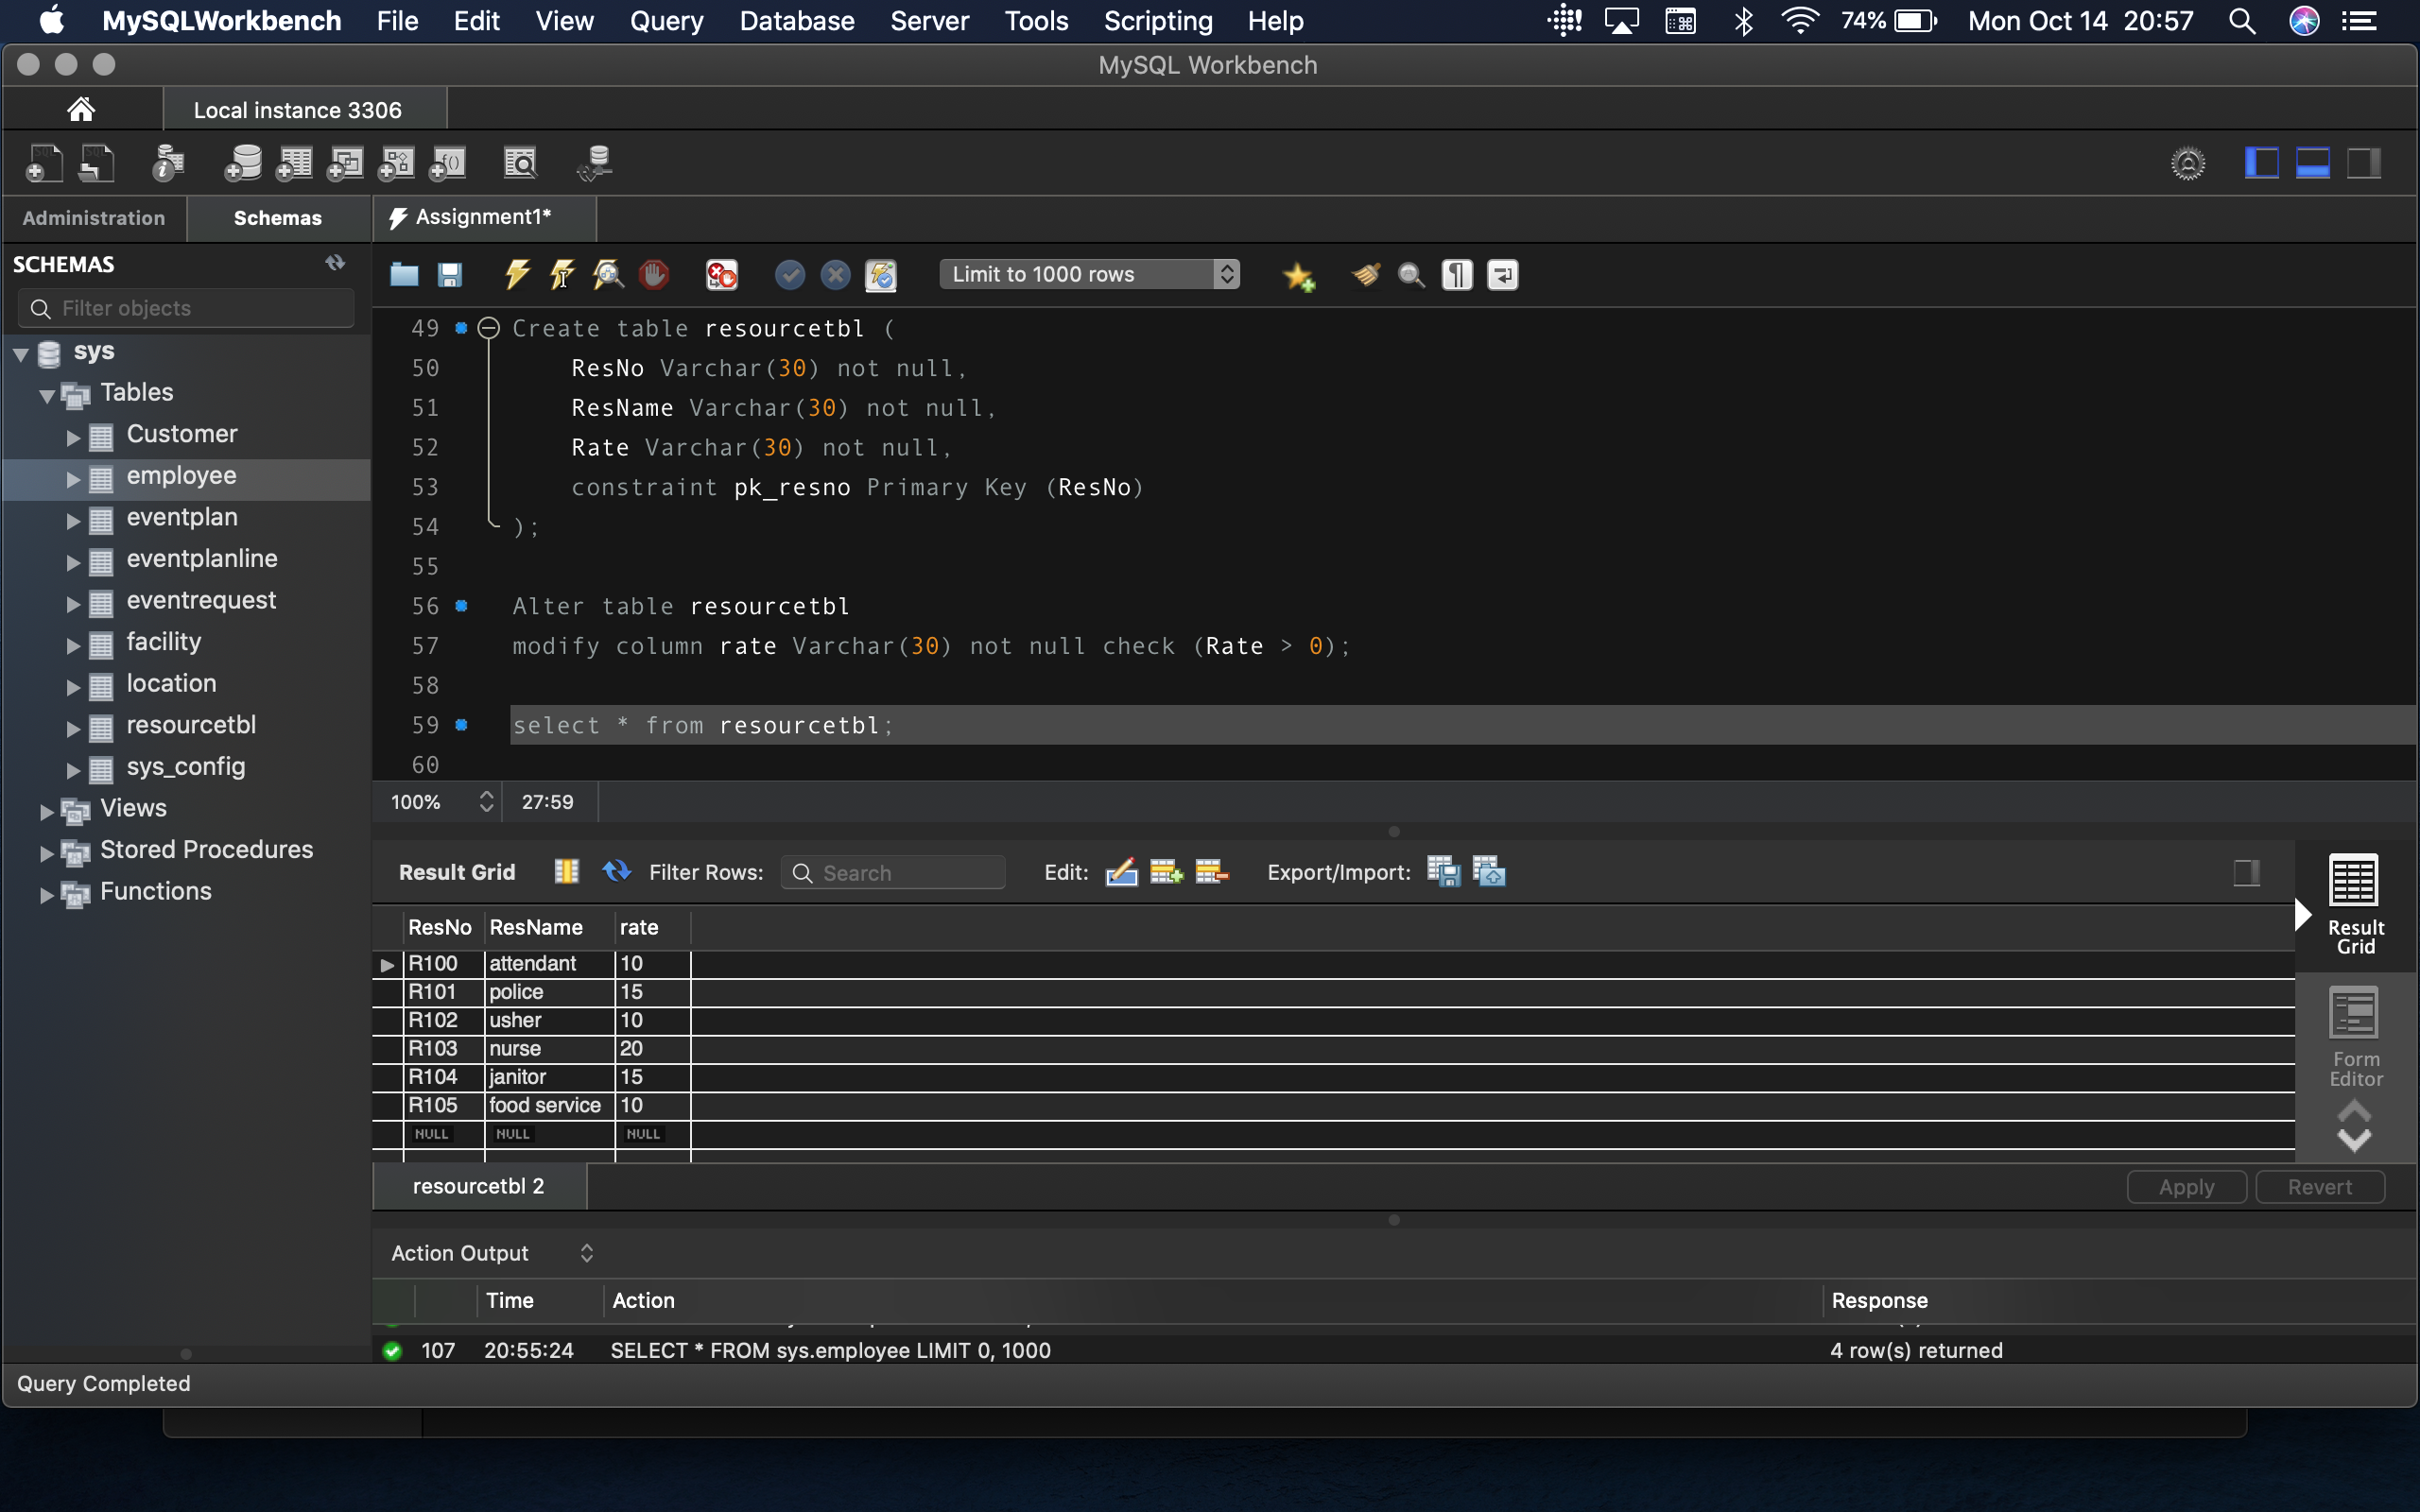 MySQLWorkbench File Edit View Query Database Server Tools Scripting Help 74% Mon Oct 14 20:57
MySQL Workbench
Local instance 3306
Administration Schemas Assignment1*
SCHEMAS
Filter objects
sys
Tables
Customer
employee
eventplan
eventplanline
eventrequest
facility
location
resourcetbl
sys_config
Views
Stored Procedures
Functions
Limit to 1000 rows
49 Create table resourcetbl (
50 ResNo Varchar(30) not null,
51 ResName Varchar(30) not null,
52 Rate Varchar(30) not null,
53 constraint pk_resno Primary Key (ResNo)
54 );
55
56 Alter table resourcetbl
57 modify column rate Varchar(30) not null check (Rate > 0);
58
59 select * from resourcetbl;
60
100% 27:59
Result Grid Filter Rows: Search Edit: Export/Import:
ResNo ResName rate
R100 attendant 10
R101 police 15
R102 usher 10
R103 nurse 20
R104 janitor 15
R105 food service 10
NULL NULL NULL
Result
Grid
Form
Editor
resourcetbl 2 Apply Revert
Action Output
Time Action Response
107 20:55:24 SELECT * FROM sys.employee LIMIT 0, 1000 4 row(s) returned
Query Completed